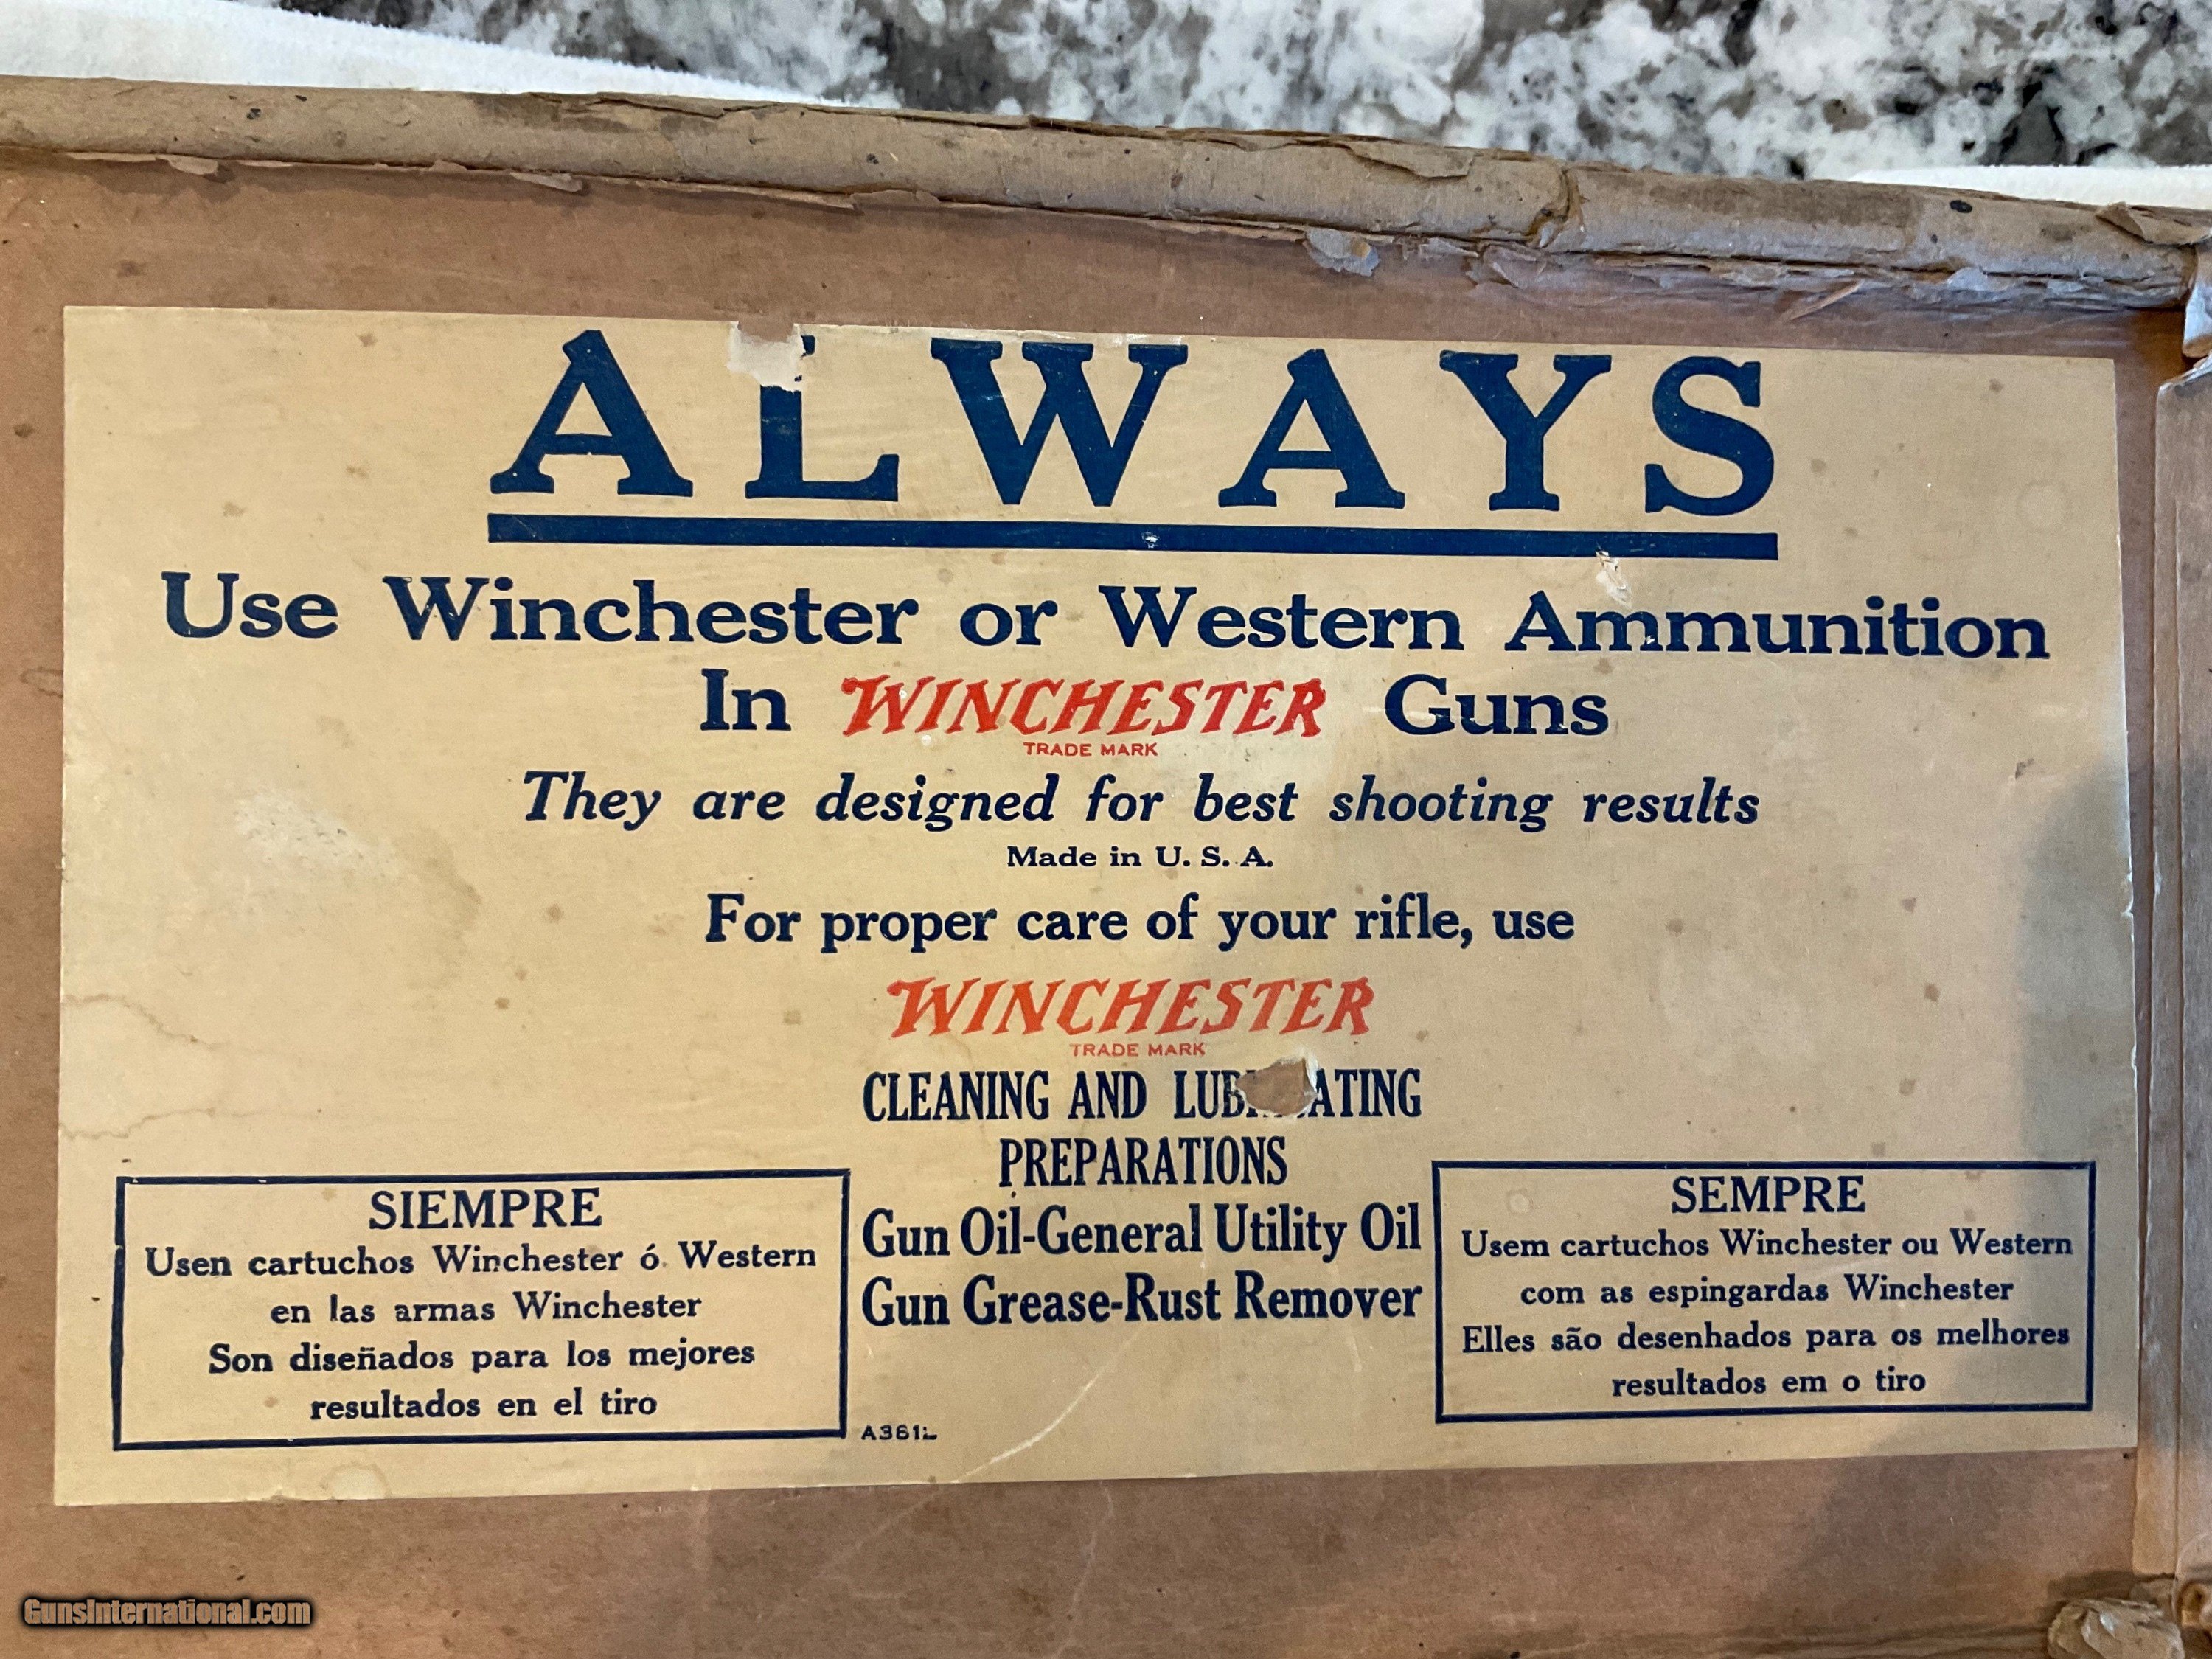 ALWAYS
Use Winchester or Western Ammunition
In WINCHESTER Guns
TRADE MARK
They are designed for best shooting results
Made in U. S. A.
For proper care of your rifle, use
WINCHESTER
TRADE MARK
CLEANING AND
PREPARATIONS
Gun Oil-General Utility Oil
Gun Grease-Rust Remover
SIEMPRE
Usen cartuchos Winchester ó Western
en las armas Winchester
Son diseñados para los mejores
resultados en el tiro
SEMPRE
Usem cartuchos Winchester ou Western
com as espingardas Winchester
Elles são desenhados para os melhores
resultados em o tiro
GunsInternational.com